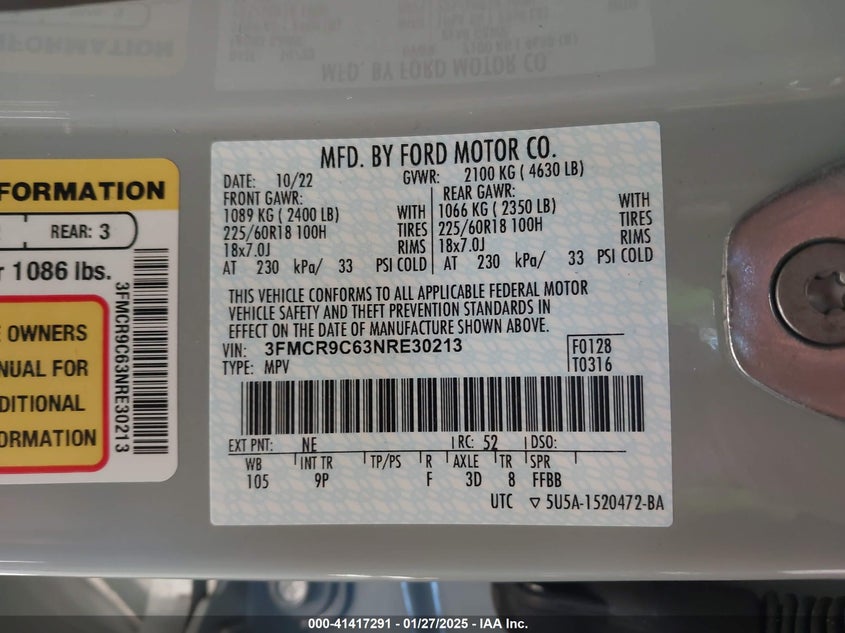 MFD. BY FORD MOTOR CO.
DATE: 10/22 GVWR: 2100 KG ( 4630 LB)
FRONT GAWR: REAR GAWR:
1089 KG ( 2400 LB) WITH 1066 KG ( 2350 LB) WITH
225/60R18 100H TIRES 225/60R18 100H TIRES
18x7.0J RIMS 18x7.0J RIMS
AT 230 kPa/ 33 PSI COLD AT 230 kPa/ 33 PSI COLD
THIS VEHICLE CONFORMS TO ALL APPLICABLE FEDERAL MOTOR
VEHICLE SAFETY AND THEFT PREVENTION STANDARDS IN
EFFECT ON THE DATE OF MANUFACTURE SHOWN ABOVE.
VIN: 3FMCR9C63NRE30213 F0128
TYPE: MPV T0316
EXT PNT: NE RC: 52 DSO:
WB INT TR TP/PS R AXLE TR SPR
105 9P F 3D 8 FFBB
UTC ▽ 5U5A-1520472-BA
FORMATION
REAR: 3
1086 lbs.
OWNERS
NUAL FOR
DITIONAL
ORMATION
3FMCR9C63NRE30213
MFD. BY FORD MOTOR CO.
000-41417291 - 01/27/2025 - IAA Inc.